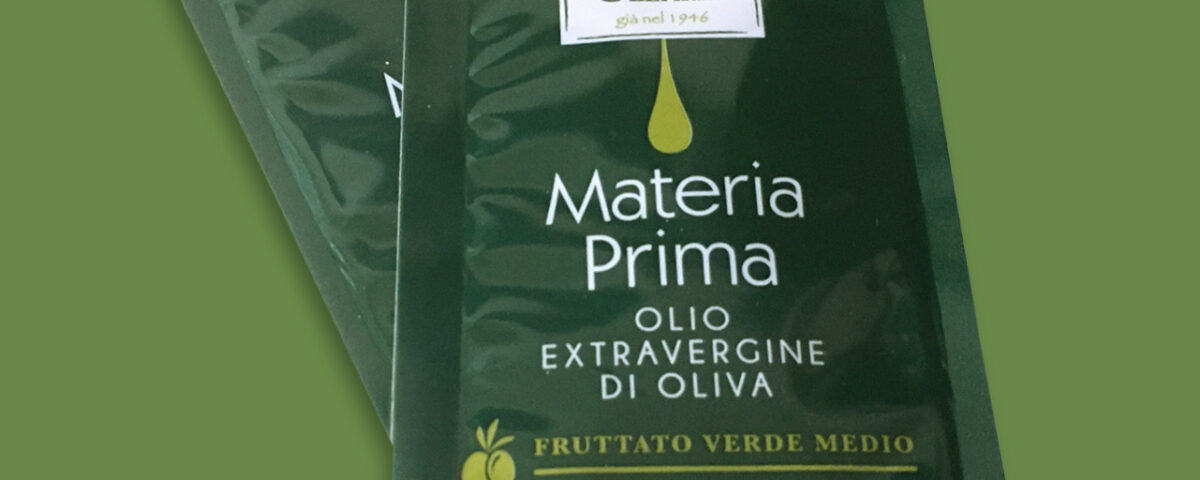 già nel 1946
Materia
Prima
OLIO
EXTRAVERGINE
DI OLIVA
FRUTTATO VERDE MEDIO